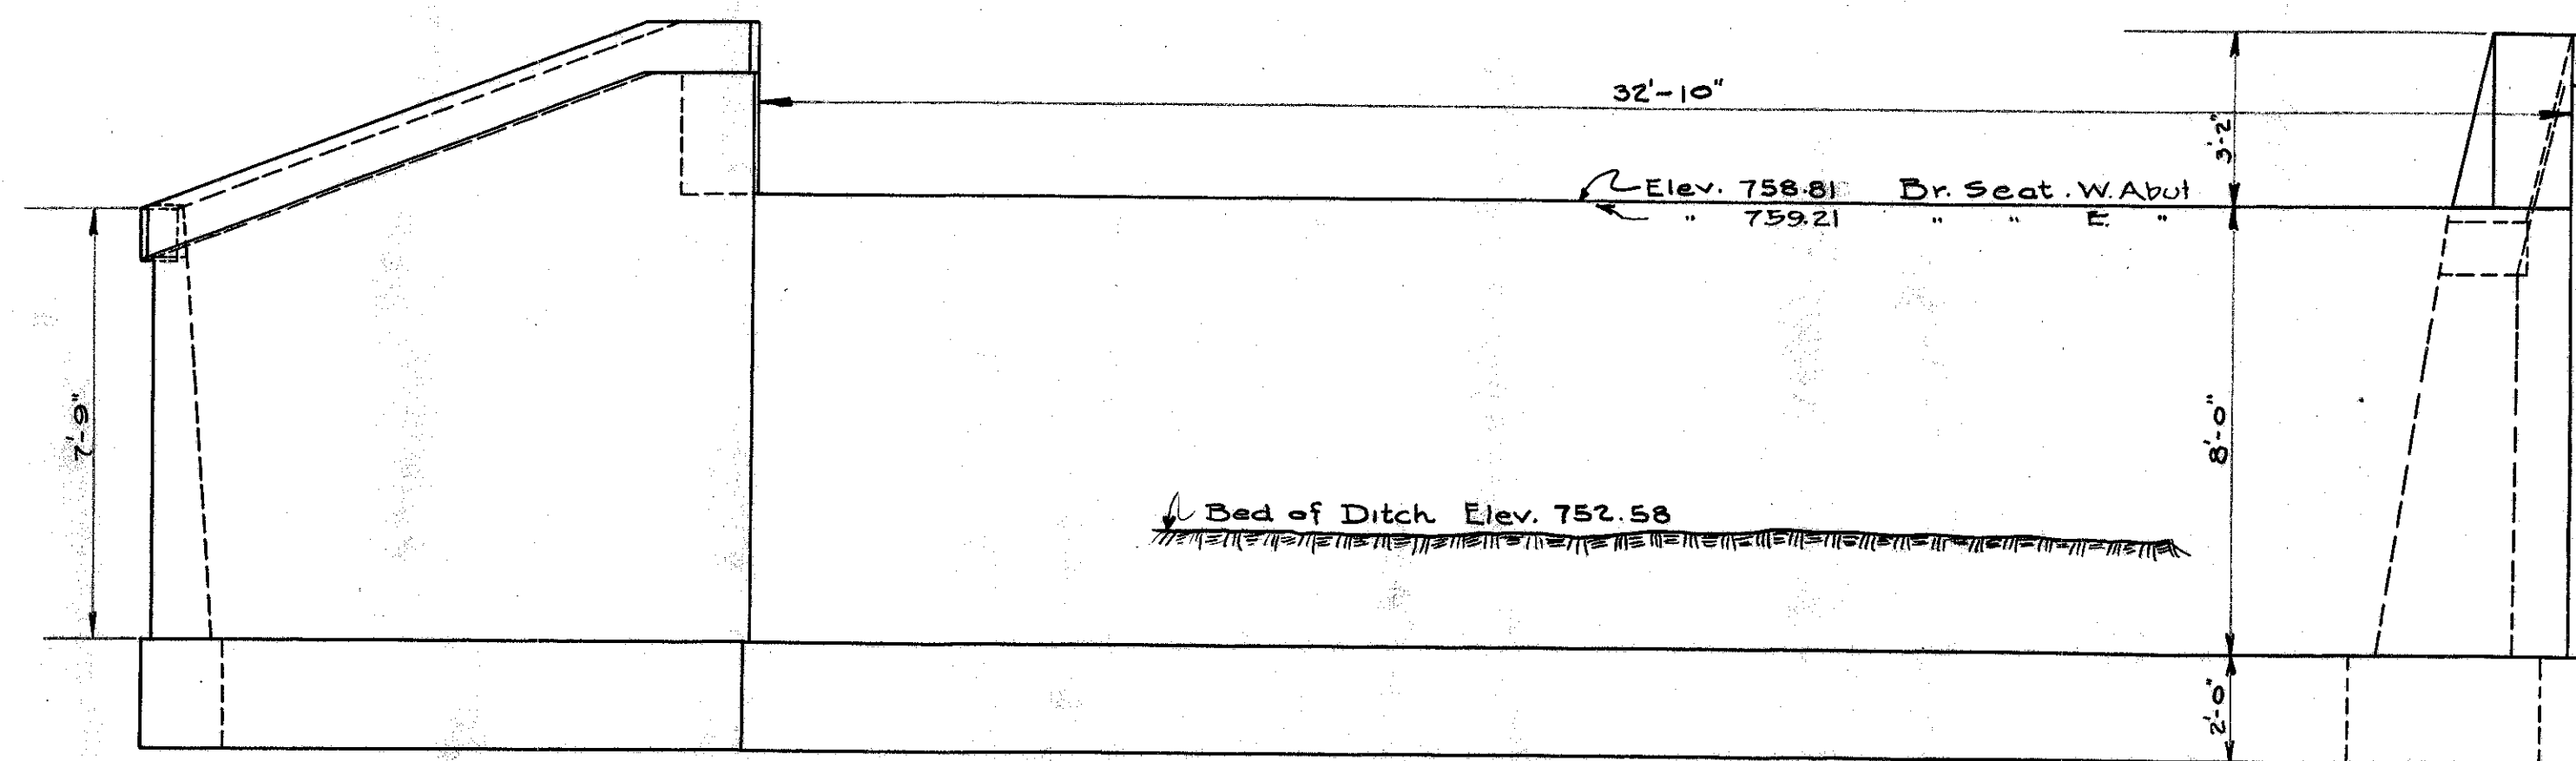 32'-10"
3'-2"
Elev. 758.81 Br. Seat. W. Abut
" 759.21 " " E. "
7'-9"
8'-0"
Bed of Ditch Elev. 752.58
2'-0"